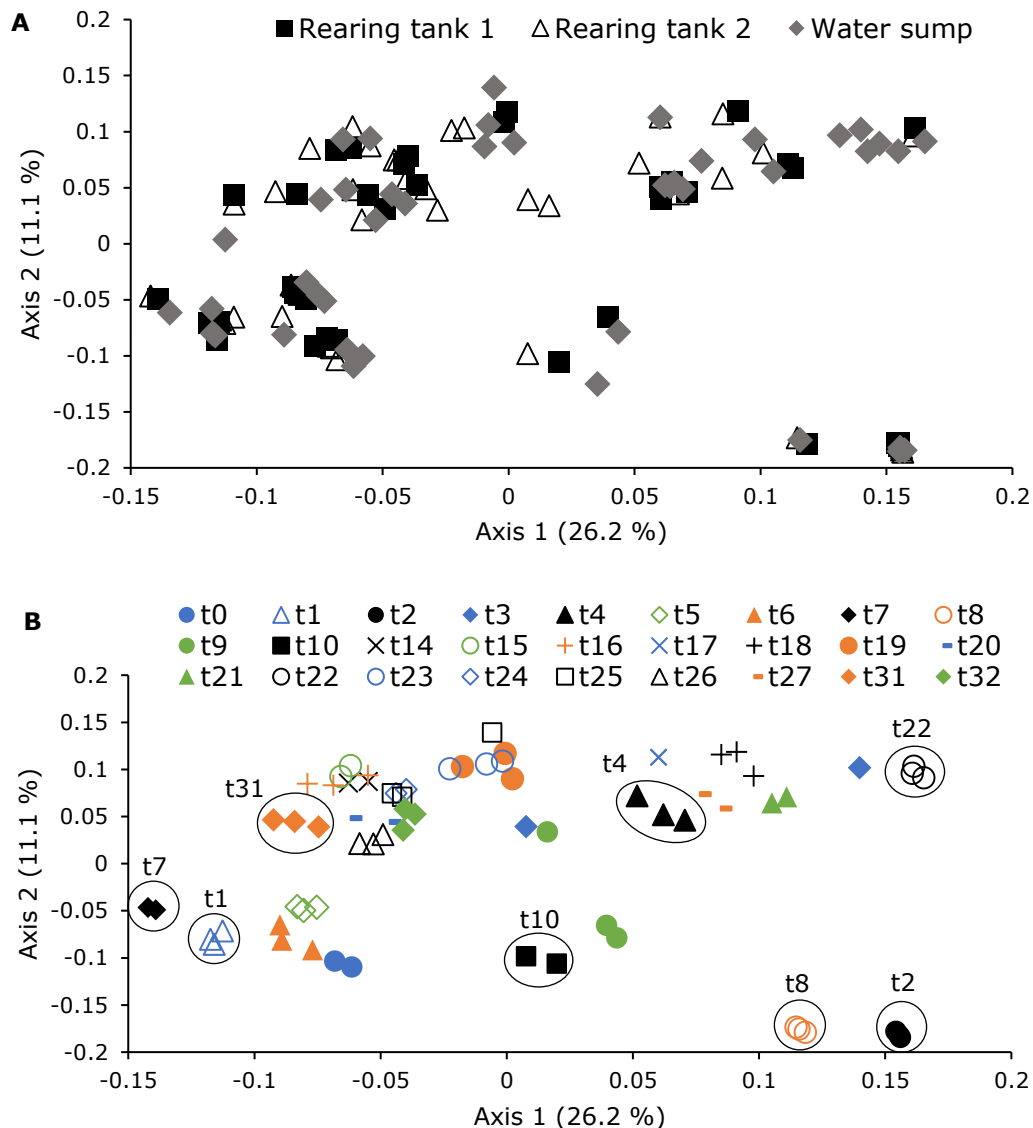 A
■ Rearing tank 1 △ Rearing tank 2 ◆ Water sump
0.2
0.15
0.1
0.05
0
-0.05
-0.1
-0.15
-0.2
Axis 2 (11.1 %)
-0.15 -0.1 -0.05 0 0.05 0.1 0.15 0.2
Axis 1 (26.2 %)
B
t0 t1 t2 t3 t4 t5 t6 t7 t8
t9 t10 t14 t15 t16 t17 t18 t19 t20
t21 t22 t23 t24 t25 t26 t27 t31 t32
0.2
0.15
0.1
0.05
0
-0.05
-0.1
-0.15
-0.2
Axis 2 (11.1 %)
t22
t4
t31
t7
t1
t10
t8
t2
-0.15 -0.1 -0.05 0 0.05 0.1 0.15 0.2
Axis 1 (26.2 %)